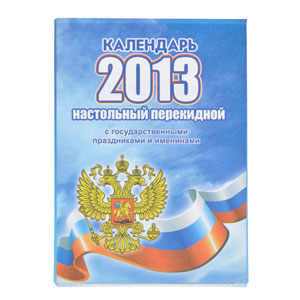 КАЛЕНДАРЬ
2013
настольный перекидной
с государственными
праздниками и именинами